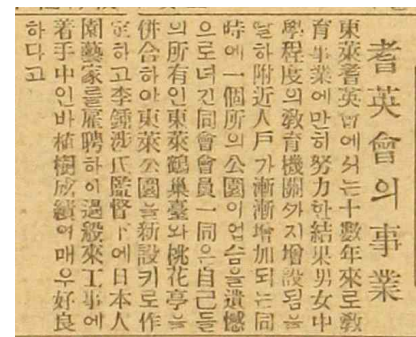 耆英會의事業
東萊耆英會에서는十數年來로敎
育事業에만히努力한結果男女中
學程度의敎育機關까지增設됨을
딸하附近人戶가漸漸增加되는同
時에一個所의公園이업슴을遺憾
으로녀긴同會會員一同은自己들
의所有인東萊鶴巢臺와桃花亭을
併合하야東萊公園을新設키로作
定하고李鍾涉氏監督下에日本人
園藝家를雇聘하야過般來工事에
着手中인바植樹成績여매우好良
하다고